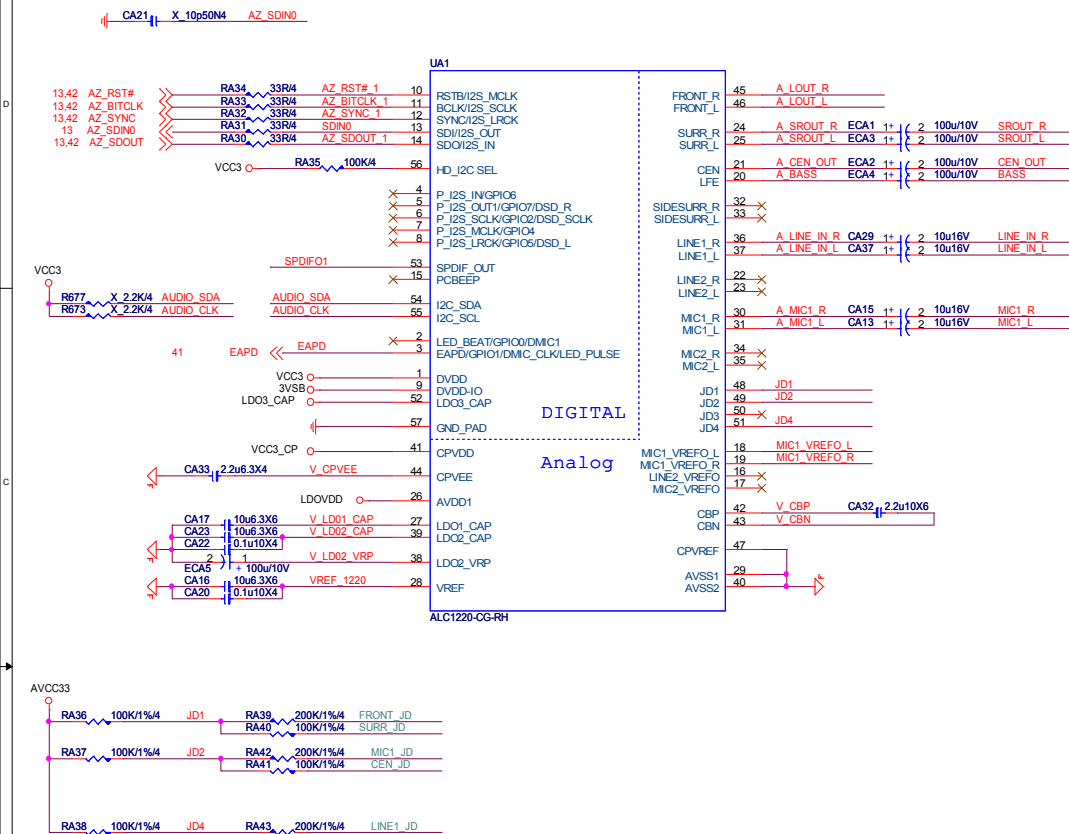 CA21 X_10p50N4 AZ_SDIN0
UA1
D
13,42 AZ_RST# RA34 33R/4 AZ_RST#_1 10 RSTB/I2S_MCLK FRONT_R 45 A_LOUT_R
13,42 AZ_BITCLK RA33 33R/4 AZ_BITCLK_1 11 BCLK/I2S_SCLK FRONT_L 46 A_LOUT_L
13,42 AZ_SYNC RA32 33R/4 AZ_SYNC_1 12 SYNC/I2S_LRCK
13 AZ_SDIN0 RA31 33R/4 SDIN0 13 SDI/I2S_OUT SURR_R 24 A_SROUT_R ECA1 1+ 2 100u/10V SROUT_R
13,42 AZ_SDOUT RA30 33R/4 AZ_SDOUT_1 14 SDO/I2S_IN SURR_L 25 A_SROUT_L ECA3 1+ 2 100u/10V SROUT_L
VCC3 RA35 100K/4 56 HD_I2C SEL CEN 21 A_CEN_OUT ECA2 1+ 2 100u/10V CEN_OUT
LFE 20 A_BASS ECA4 1+ 2 100u/10V BASS
4 P_I2S_IN/GPIO6
5 P_I2S_OUT1/GPIO7/DSD_R SIDESURR_R 32
6 P_I2S_SCLK/GPIO2/DSD_SCLK SIDESURR_L 33
7 P_I2S_MCLK/GPIO4
8 P_I2S_LRCK/GPIO5/DSD_L LINE1_R 36 A_LINE_IN_R CA29 1+ 2 10u16V LINE_IN_R
LINE1_L 37 A_LINE_IN_L CA37 1+ 2 10u16V LINE_IN_L
SPDIFO1 53 SPDIF_OUT
15 PCBEEP LINE2_R 22
LINE2_L 23
VCC3
R677 X_2.2K/4 AUDIO_SDA AUDIO_SDA 54 I2C_SDA
R673 X_2.2K/4 AUDIO_CLK AUDIO_CLK 55 I2C_SCL MIC1_R 30 A_MIC1_R CA15 1+ 2 10u16V MIC1_R
MIC1_L 31 A_MIC1_L CA13 1+ 2 10u16V MIC1_L
2 LED_BEAT/GPIO0/DMIC1
41 EAPD EAPD 3 EAPD/GPIO1/DMIC_CLK/LED_PULSE MIC2_R 34
MIC2_L 35
VCC3 1 DVDD
3VSB 9 DVDD-IO JD1 48 JD1
LDO3_CAP 52 LDO3_CAP JD2 49 JD2
DIGITAL JD3 50
57 GND_PAD JD4 51 JD4
VCC3_CP 41 CPVDD MIC1_VREFO_L 18 MIC1_VREFO_L
Analog MIC1_VREFO_R 19 MIC1_VREFO_R
CA33 2.2u6.3X4 V_CPVEE 44 CPVEE LINE2_VREFO 16
C MIC2_VREFO 17
LDOVDD 26 AVDD1
CBP 42 V_CBP CA32 2.2u10X6
CA17 10u6.3X6 V_LD01_CAP 27 LDO1_CAP CBN 43 V_CBN
CA23 10u6.3X6 V_LD02_CAP 39 LDO2_CAP
CA22 0.1u10X4 CPVREF 47
2 1 V_LD02_VRP 38 LDO2_VRP
ECA5 + 100u/10V AVSS1 29
CA16 10u6.3X6 VREF_1220 28 VREF AVSS2 40
CA20 0.1u10X4
ALC1220-CG-RH
AVCC33
RA36 100K/1%/4 JD1 RA39 200K/1%/4 FRONT_JD
RA40 100K/1%/4 SURR_JD
RA37 100K/1%/4 JD2 RA42 200K/1%/4 MIC1_JD
RA41 100K/1%/4 CEN_JD
RA38 100K/1%/4 JD4 RA43 200K/1%/4 LINE1_JD